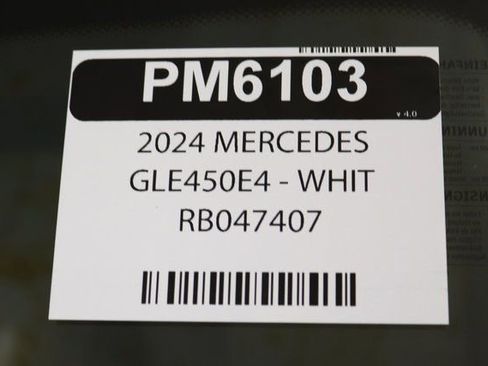 PM6103
v 4.0
2024 MERCEDES
GLE450E4 - WHIT
RB047407